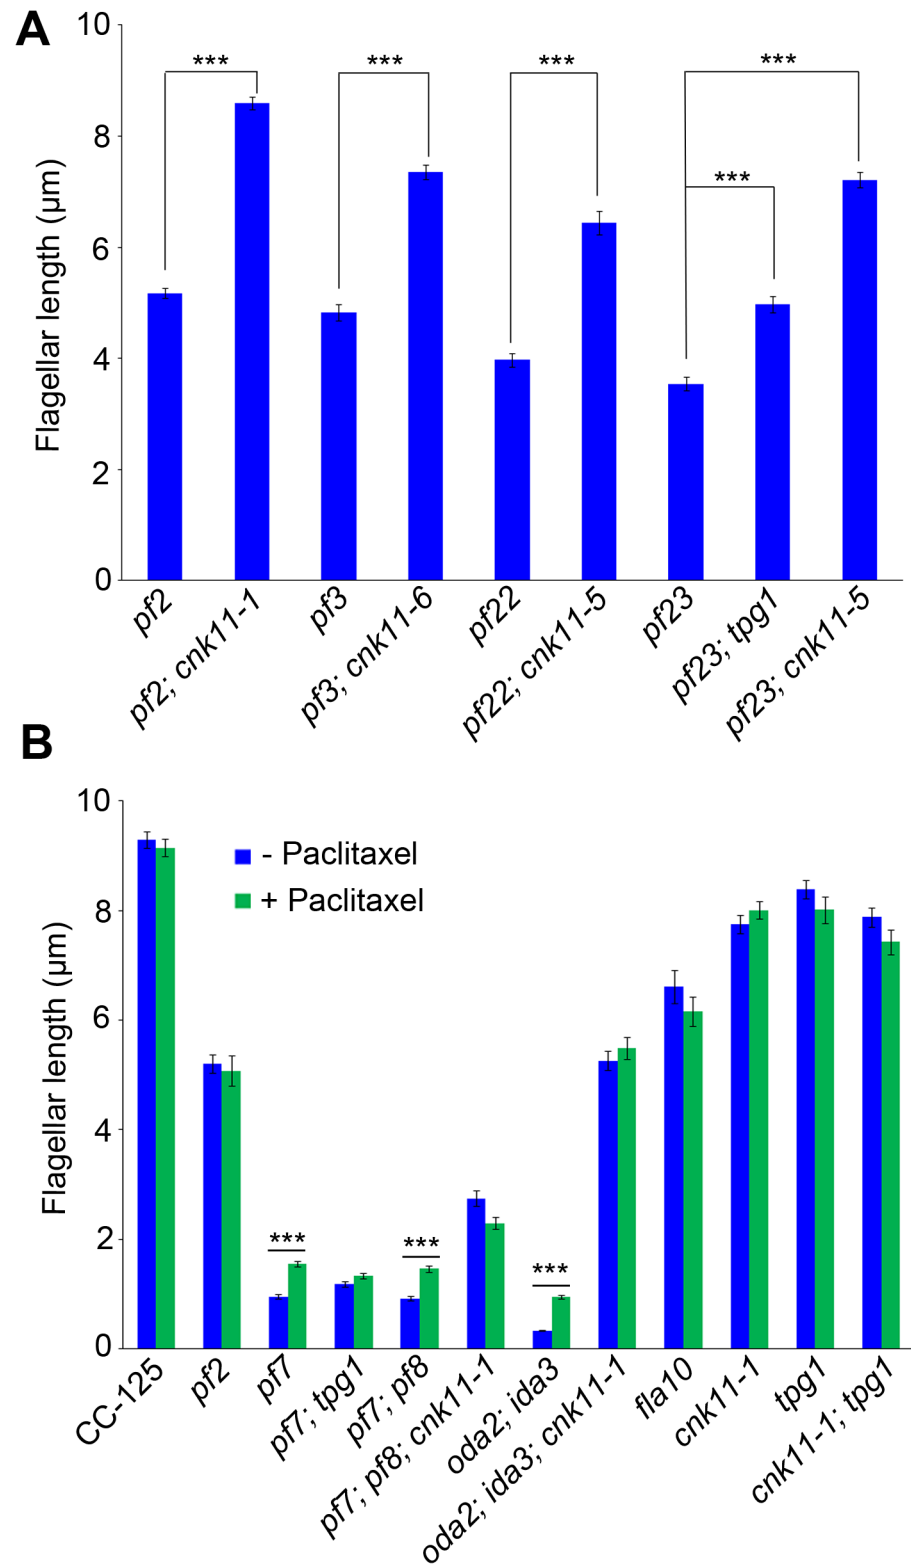 A
10
8
6
4
2
0
Flagellar length (µm)
***
***
***
***
***
pf2
pf2; cnk11-1
pf3
pf3; cnk11-6
pf22
pf22; cnk11-5
pf23
pf23; tpg1
pf23; cnk11-5
B
10
8
6
4
2
0
Flagellar length (µm)
- Paclitaxel
+ Paclitaxel
***
***
***
CC-125
pf2
pf7
pf7; tpg1
pf7; pf8
pf7; pf8; cnk11-1
oda2; ida3
oda2; ida3; cnk11-1
fla10
cnk11-1
tpg1
cnk11-1; tpg1